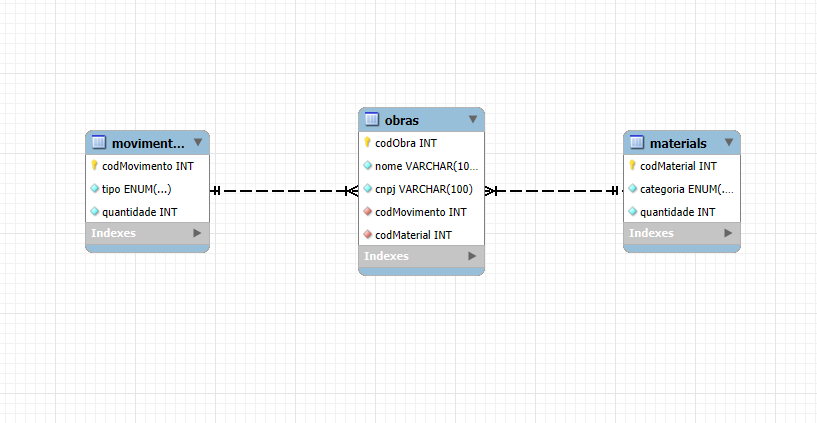 moviment...
codMovimento INT
tipo ENUM(...)
quantidade INT
Indexes
obras
codObra INT
nome VARCHAR(10...
cnpj VARCHAR(100)
codMovimento INT
codMaterial INT
Indexes
materials
codMaterial INT
categoria ENUM(...
quantidade INT
Indexes